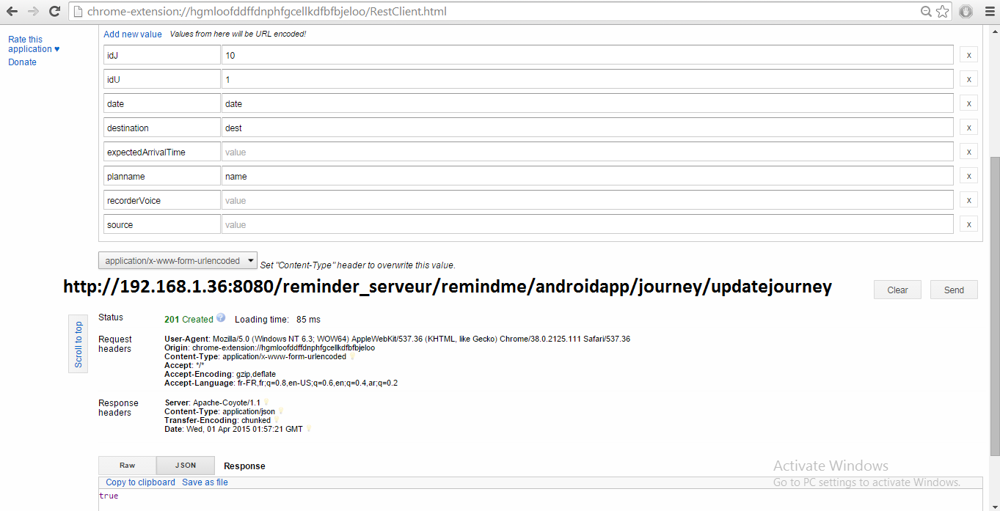 chrome-extension://hgmloofddffdnphfgcellkdfbfbjeloo/RestClient.html
Rate this
application ♥
Donate
Add new value Values from here will be URL encoded!
idJ 10 x
idU 1 x
date date x
destination dest x
expectedArrivalTime value x
planname name x
recorderVoice value x
source value x
application/x-www-form-urlencoded Set "Content-Type" header to overwrite this value.
http://192.168.1.36:8080/reminder_serveur/remindme/androidapp/journey/updatejourney
Clear Send
Scroll to top
Status 201 Created ? Loading time: 85 ms
Request
headers
User-Agent: Mozilla/5.0 (Windows NT 6.3; WOW64) AppleWebKit/537.36 (KHTML, like Gecko) Chrome/38.0.2125.111 Safari/537.36
Origin: chrome-extension://hgmloofddffdnphfgcellkdfbfbjeloo
Content-Type: application/x-www-form-urlencoded
Accept: */*
Accept-Encoding: gzip,deflate
Accept-Language: fr-FR,fr;q=0.8,en-US;q=0.6,en;q=0.4,ar;q=0.2
Response
headers
Server: Apache-Coyote/1.1
Content-Type: application/json
Transfer-Encoding: chunked
Date: Wed, 01 Apr 2015 01:57:21 GMT
Raw JSON Response
Copy to clipboard Save as file
true
Activate Windows
Go to PC settings to activate Windows.